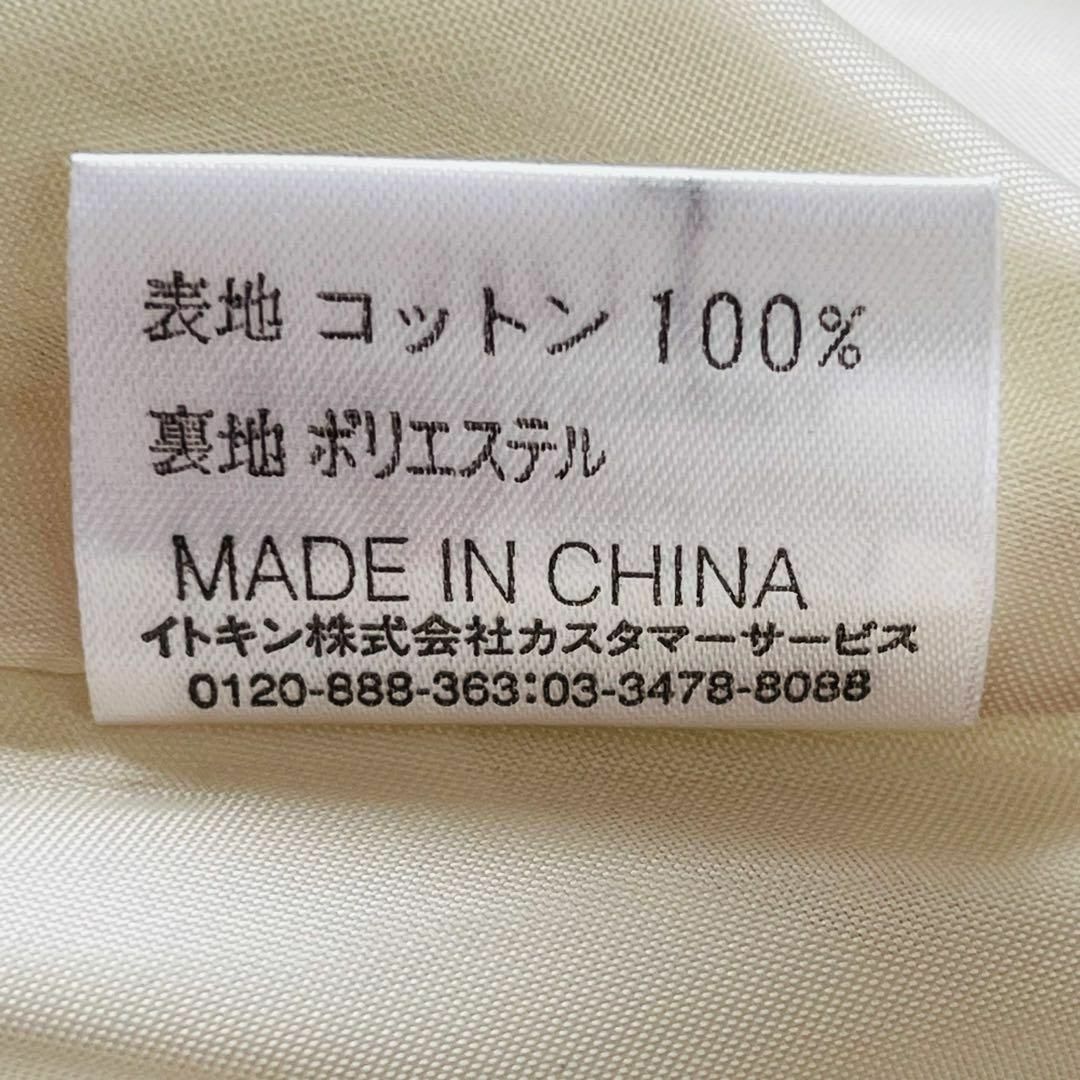 表地 コットン 100%
裏地 ポリエステル
MADE IN CHINA
イトキン株式会社カスタマーサービス
0120-888-363:03-3478-8088